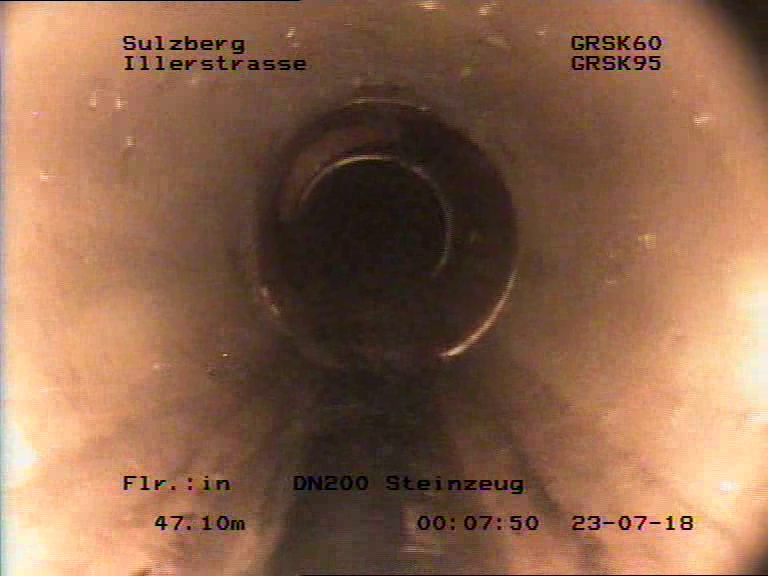 Sulzberg GRSK60
Illerstrasse GRSK95
Flr.:in DN200 Steinzeug
47.10m 00:07:50 23-07-18